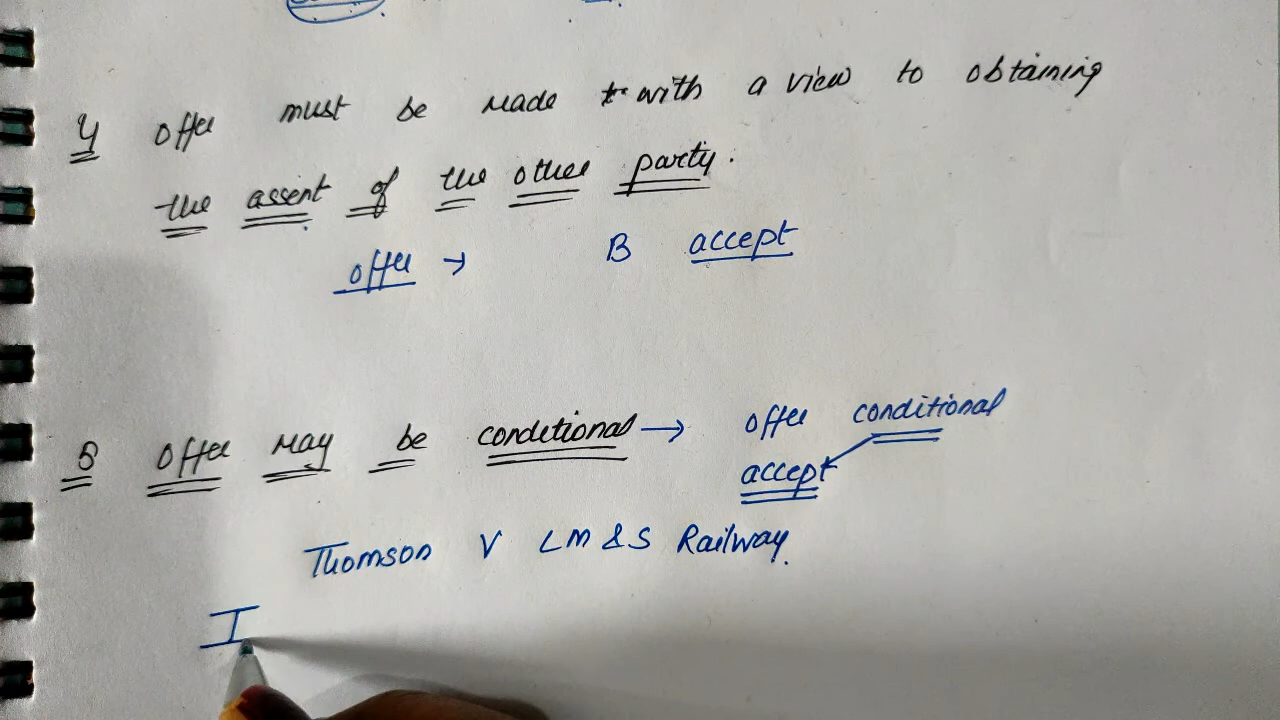 4 offer must be made with a view to obtaining
the assent of the other party.
offer → B accept
5 offer may be conditional → offer conditional
accept
Thomson V LM & S Railway.
I